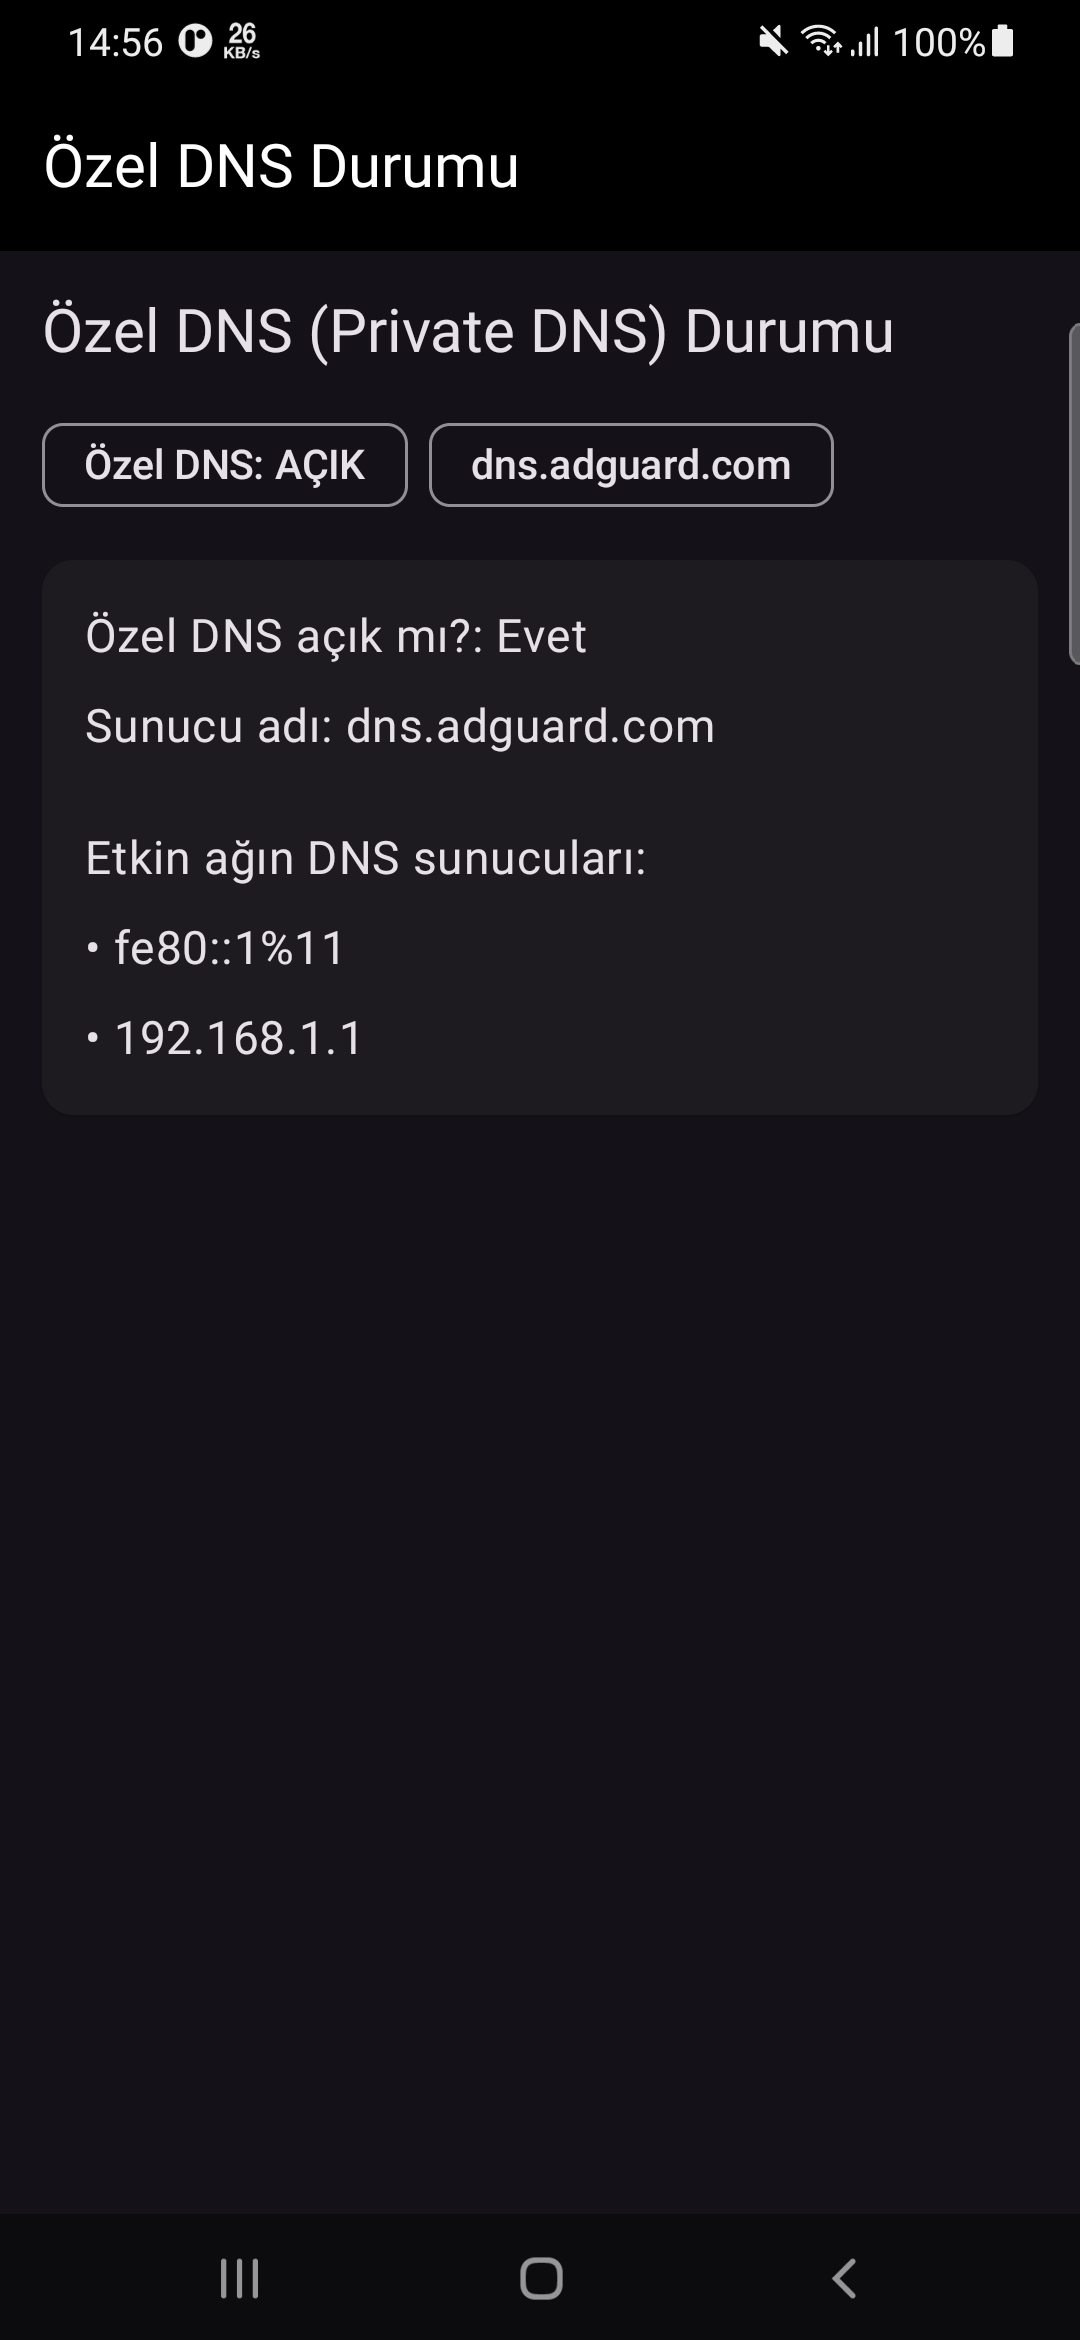 14:56 26 KB/s 100%
Özel DNS Durumu
Özel DNS (Private DNS) Durumu
Özel DNS: AÇIK dns.adguard.com
Özel DNS açık mı?: Evet
Sunucu adı: dns.adguard.com
Etkin ağın DNS sunucuları:
• fe80::1%11
• 192.168.1.1